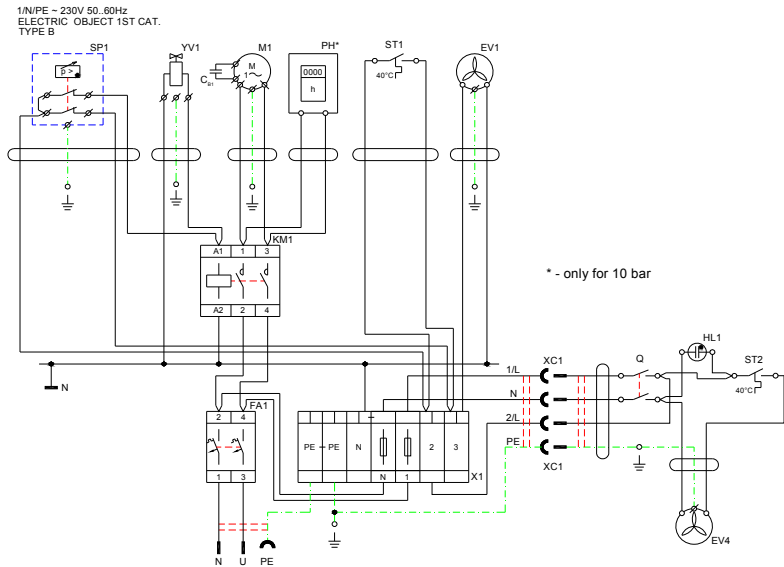 1/N/PE ~ 230V 50..60Hz
ELECTRIC OBJECT 1ST CAT.
TYPE B
SP1
YV1
M1
PH*
ST1
EV1
p >
C B1
M
1 ~
0000
h
40°C
KM1
A1 1 3
A2 2 4
* - only for 10 bar
N
HL1
XC1
Q
ST2
1/L
N
2/L
PE
40°C
XC1
FA1
2 4
1 3
PE PE N 2 3
N 1
X1
EV4
N U PE